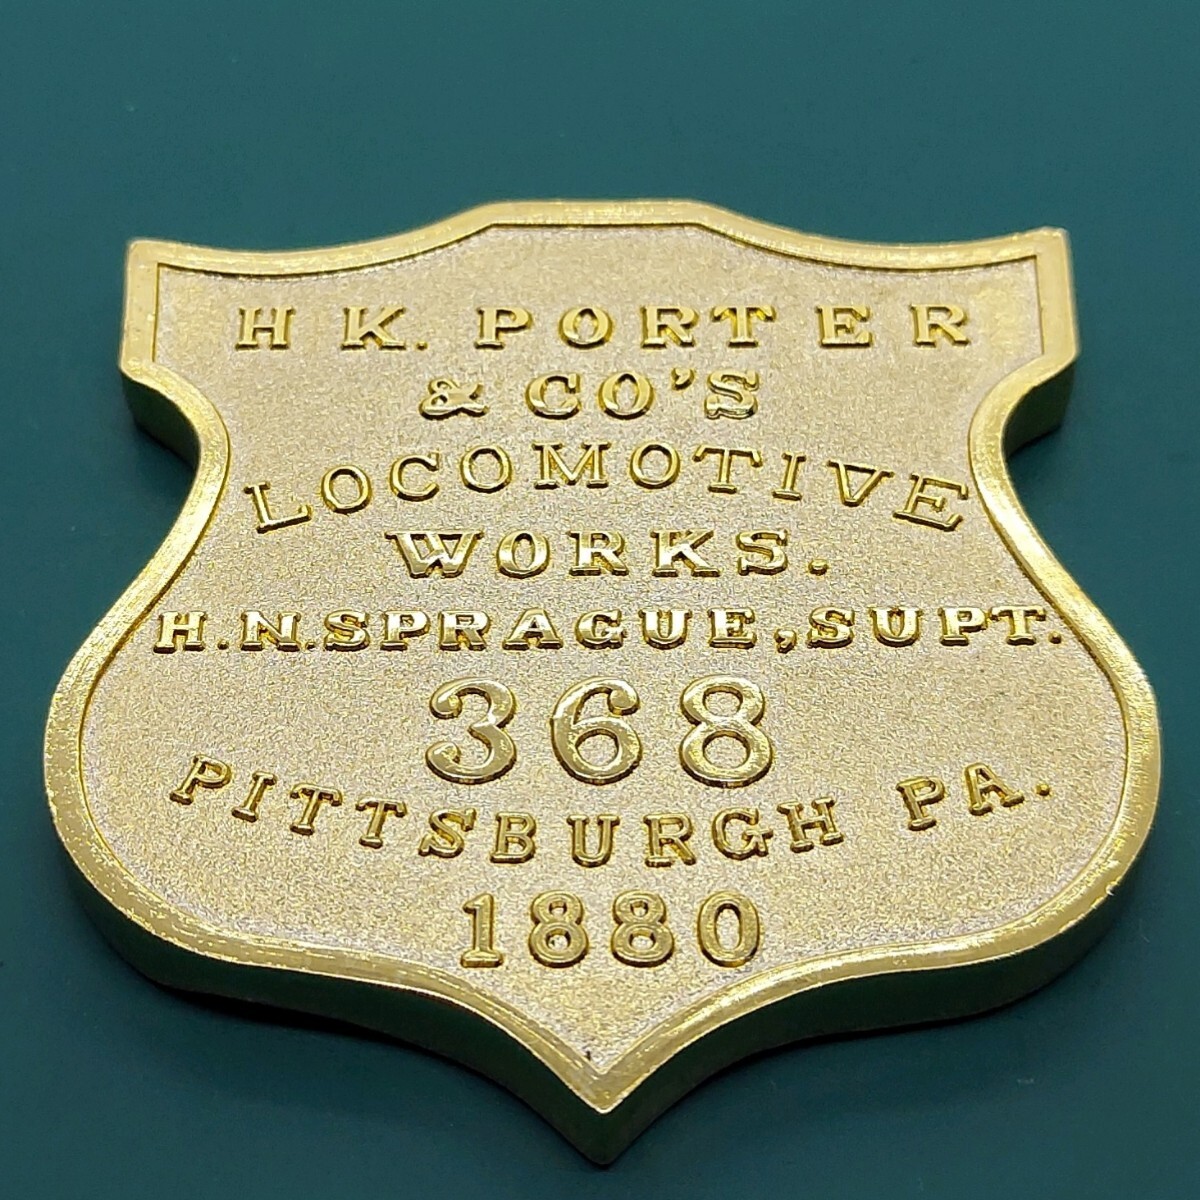 H K. PORTER
& CO'S
LOCOMOTIVE
WORKS.
H.N.SPRAGUE,SUPT.
368
PITTSBURGH PA.
1880